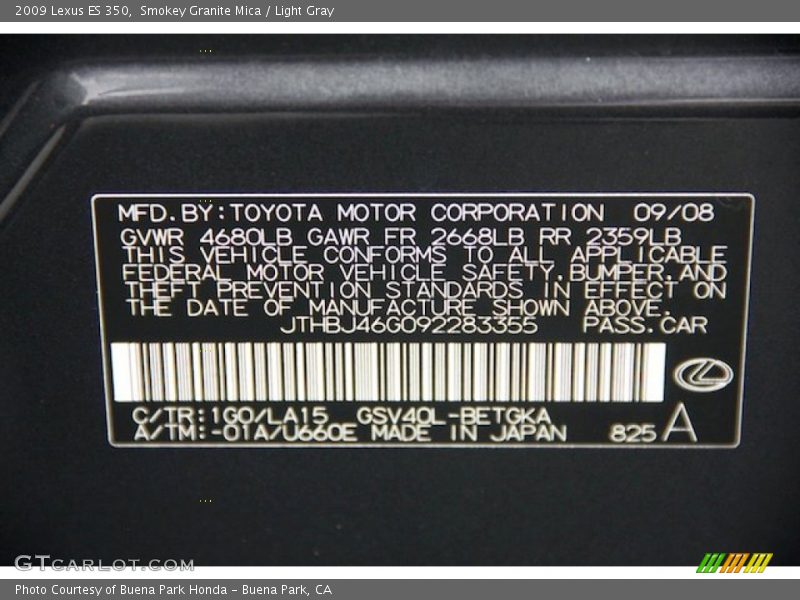 2009 Lexus ES 350, Smokey Granite Mica / Light Gray
MFD.BY:TOYOTA MOTOR CORPORATION 09/08
GVWR 4680LB GAWR FR 2668LB RR 2359LB
THIS VEHICLE CONFORMS TO ALL APPLICABLE
FEDERAL MOTOR VEHICLE SAFETY,BUMPER,AND
THEFT PREVENTION STANDARDS IN EFFECT ON
THE DATE OF MANUFACTURE SHOWN ABOVE.
JTHBJ46G092283355 PASS.CAR
C/TR:1G0/LA15 GSV40L-BETGKA
A/TM:-01A/U660E MADE IN JAPAN 825 A
GTCARLOT.COM
Photo Courtesy of Buena Park Honda - Buena Park, CA